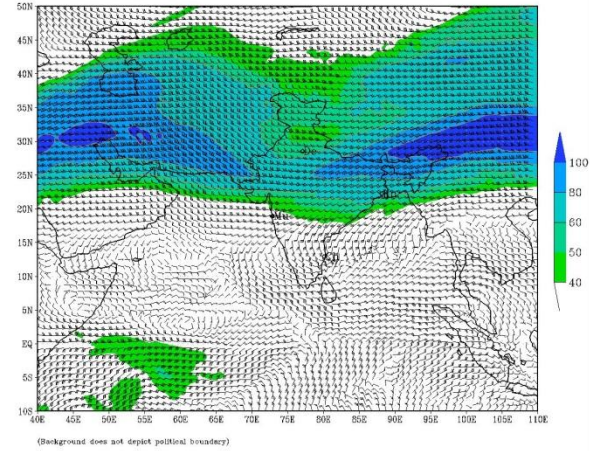 50N
45N
40N
35N
30N
25N
20N
15N
10N
5N
EQ
5S
10S
40E 45E 50E 55E 60E 65E 70E 75E 80E 85E 90E 95E 100E 105E 110E
100
80
60
50
40
(Background does not depict political boundary)